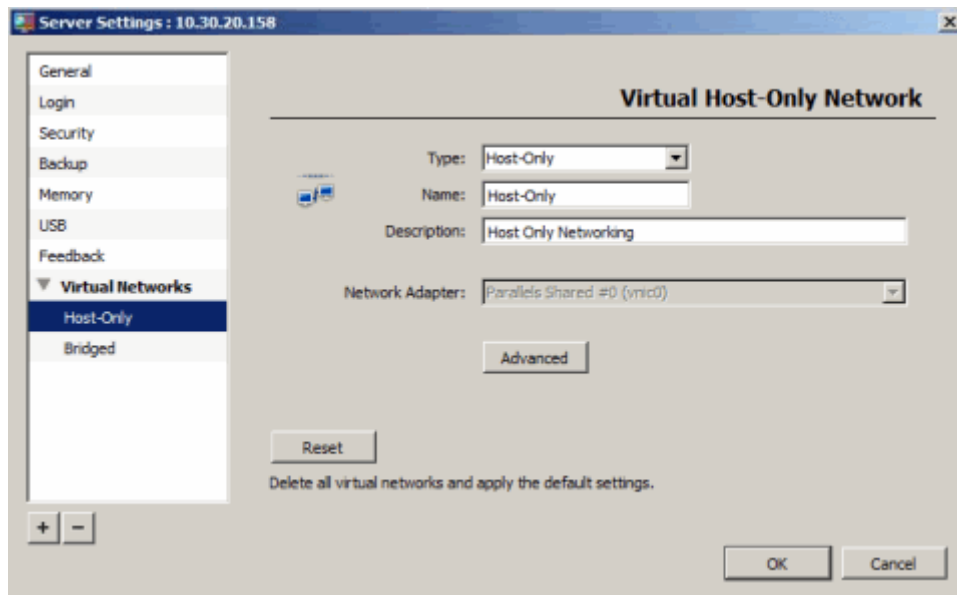 Server Settings : 10.30.20.158
General
Login
Security
Backup
Memory
USB
Feedback
Virtual Networks
Host-Only
Bridged
Virtual Host-Only Network
Type: Host-Only
Name: Host-Only
Description: Host Only Networking
Network Adapter: Parallels Shared #0 (vnic0)
Advanced
Reset
Delete all virtual networks and apply the default settings.
+ −
OK Cancel